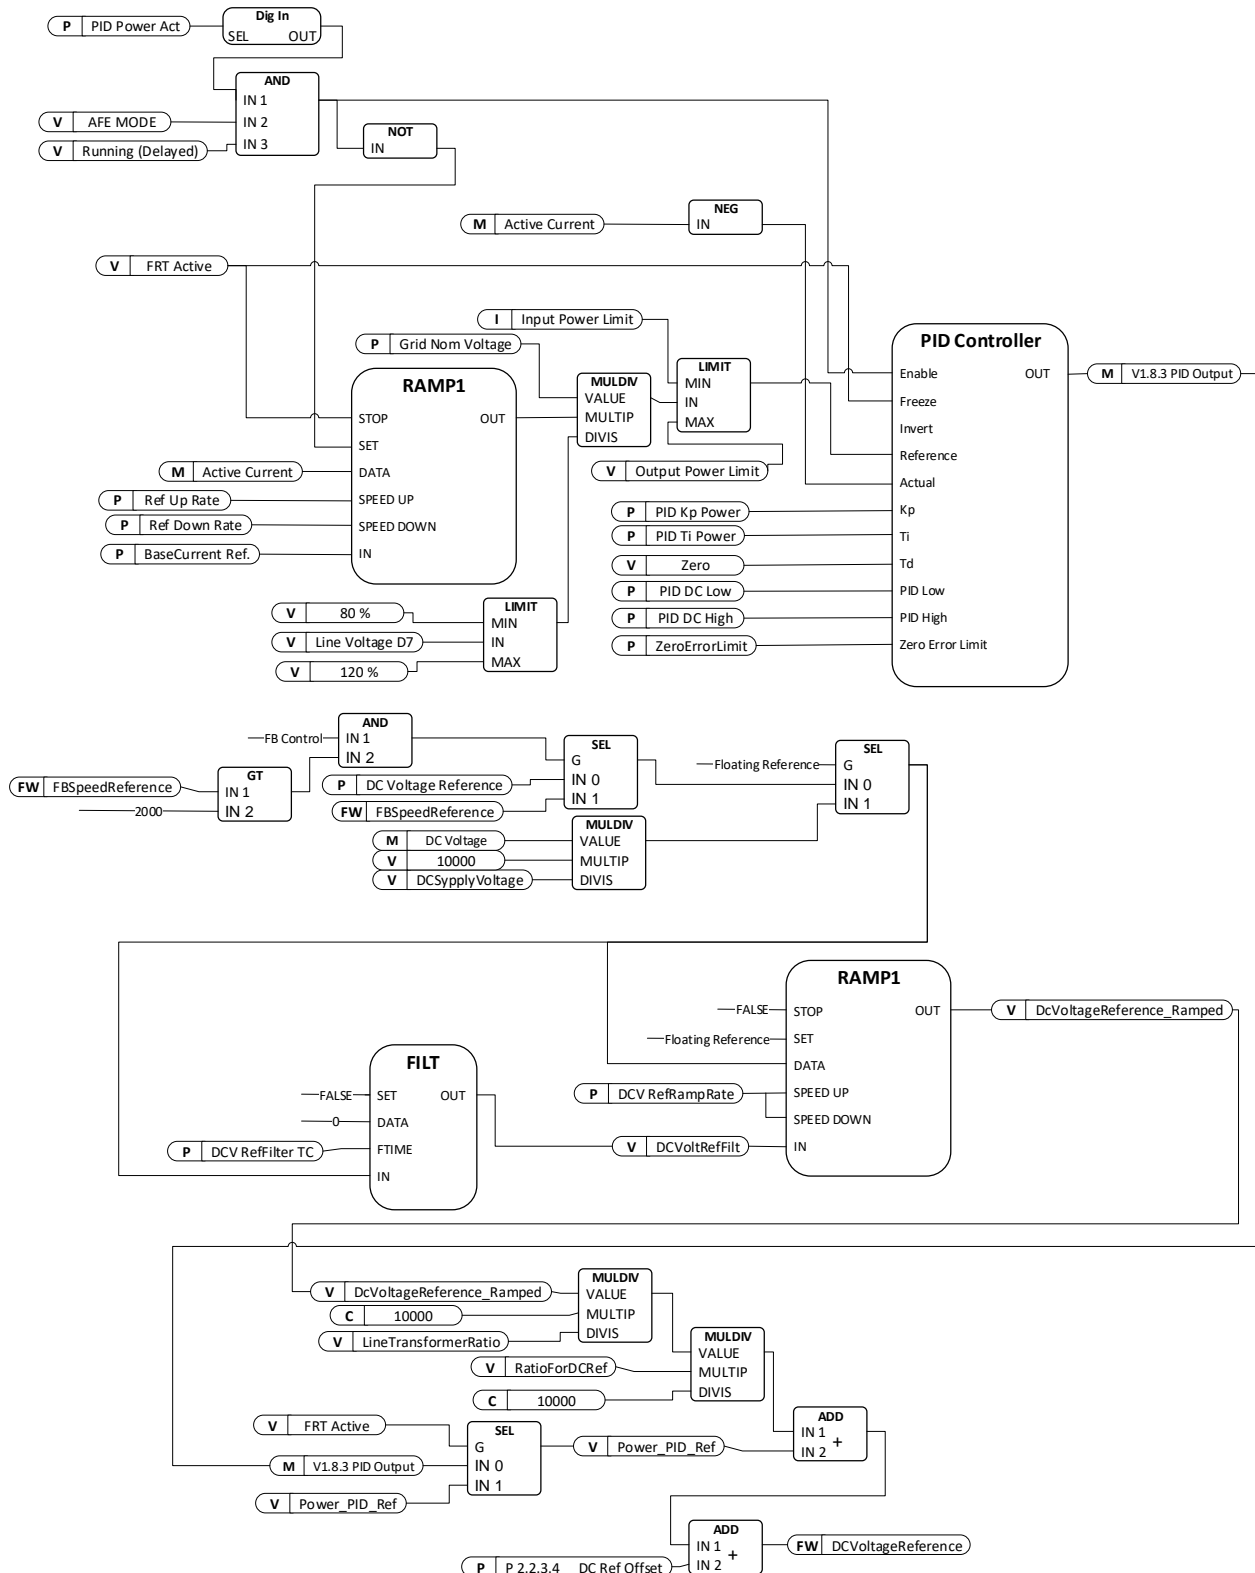 Dig In
P PID Power Act
SEL OUT
AND
IN 1
V AFE MODE
IN 2
V Running (Delayed)
IN 3
NOT
IN
NEG
M Active Current
IN
V FRT Active
I Input Power Limit
P Grid Nom Voltage
PID Controller
Enable
OUT
M V1.8.3 PID Output
Freeze
Invert
Reference
Actual
Kp
Ti
Td
PID Low
PID High
Zero Error Limit
LIMIT
MIN
IN
MAX
RAMP1
MULDIV
VALUE
MULTIP
DIVIS
STOP
OUT
SET
V Output Power Limit
M Active Current
DATA
P Ref Up Rate
SPEED UP
P Ref Down Rate
SPEED DOWN
P BaseCurrent Ref.
IN
P PID Kp Power
P PID Ti Power
V Zero
P PID DC Low
P PID DC High
P ZeroErrorLimit
LIMIT
V 80 %
MIN
V Line Voltage D7
IN
V 120 %
MAX
AND
FB Control
IN 1
IN 2
SEL
G
IN 0
IN 1
SEL
Floating Reference
G
IN 0
IN 1
GT
FW FBSpeedReference
IN 1
2000
IN 2
P DC Voltage Reference
FW FBSpeedReference
MULDIV
M DC Voltage
VALUE
V 10000
MULTIP
V DCSypplyVoltage
DIVIS
RAMP1
FALSE
STOP
OUT
V DcVoltageReference_Ramped
Floating Reference
SET
DATA
P DCV RefRampRate
SPEED UP
SPEED DOWN
V DCVoltRefFilt
IN
FILT
FALSE
SET
OUT
0
DATA
P DCV RefFilter TC
FTIME
IN
MULDIV
V DcVoltageReference_Ramped
VALUE
C 10000
MULTIP
V LineTransformerRatio
DIVIS
MULDIV
VALUE
V RatioForDCRef
MULTIP
C 10000
DIVIS
V FRT Active
SEL
G
M V1.8.3 PID Output
IN 0
V Power_PID_Ref
IN 1
V Power_PID_Ref
ADD
IN 1
IN 2 +
ADD
IN 1
IN 2 +
FW DCVoltageReference
P P 2.2.3.4 DC Ref Offset